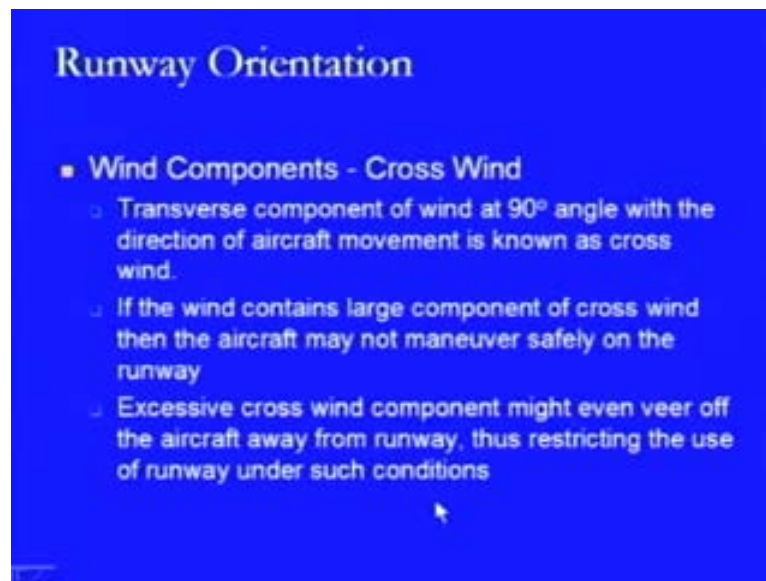 Runway Orientation
Wind Components - Cross Wind
Transverse component of wind at 90° angle with the
direction of aircraft movement is known as cross
wind.
If the wind contains large component of cross wind
then the aircraft may not maneuver safely on the
runway
Excessive cross wind component might even veer off
the aircraft away from runway, thus restricting the use
of runway under such conditions